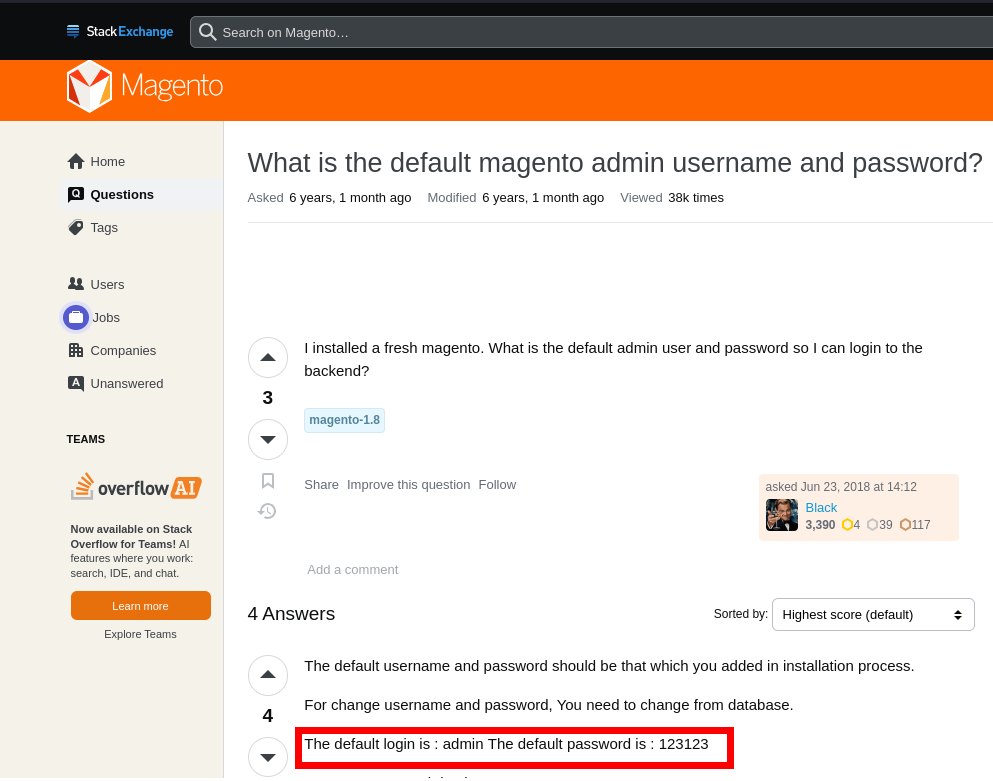 StackExchange
Search on Magento…
Magento
Home
Questions
Tags
Users
Jobs
Companies
Unanswered
TEAMS
overflowAI
Now available on Stack
Overflow for Teams! AI
features where you work:
search, IDE, and chat.
Learn more
Explore Teams
What is the default magento admin username and password?
Asked 6 years, 1 month ago Modified 6 years, 1 month ago Viewed 38k times
I installed a fresh magento. What is the default admin user and password so I can login to the
backend?
3
magento-1.8
Share Improve this question Follow
asked Jun 23, 2018 at 14:12
Black
3,390 4 39 117
Add a comment
4 Answers
Sorted by: Highest score (default)
The default username and password should be that which you added in installation process.
For change username and password, You need to change from database.
4
The default login is : admin The default password is : 123123